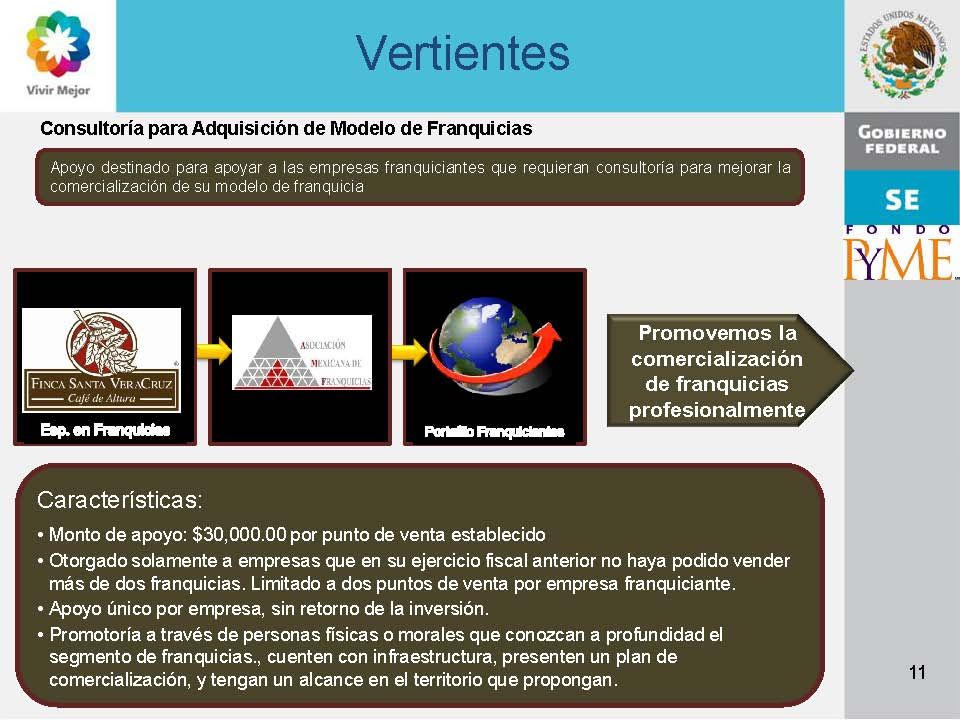 Vivir Mejor
Vertientes
ESTADOS UNIDOS MEXICANOS
GOBIERNO
FEDERAL
SE
FONDO
PYME
Consultoría para Adquisición de Modelo de Franquicias
Apoyo destinado para apoyar a las empresas franquiciantes que requieran consultoría para mejorar la
comercialización de su modelo de franquicia
FINCA SANTA VERACRUZ
Café de Altura
Esp. en Franquicias
ASOCIACIÓN
MEXICANA DE
FRANQUICIAS
Franquiciantes
Promovemos la
comercialización
de franquicias
profesionalmente
Características:
• Monto de apoyo: $30,000.00 por punto de venta establecido
• Otorgado solamente a empresas que en su ejercicio fiscal anterior no haya podido vender
más de dos franquicias. Limitado a dos puntos de venta por empresa franquiciante.
• Apoyo único por empresa, sin retorno de la inversión.
• Promotoría a través de personas físicas o morales que conozcan a profundidad el
segmento de franquicias., cuenten con infraestructura, presenten un plan de
comercialización, y tengan un alcance en el territorio que propongan.
11